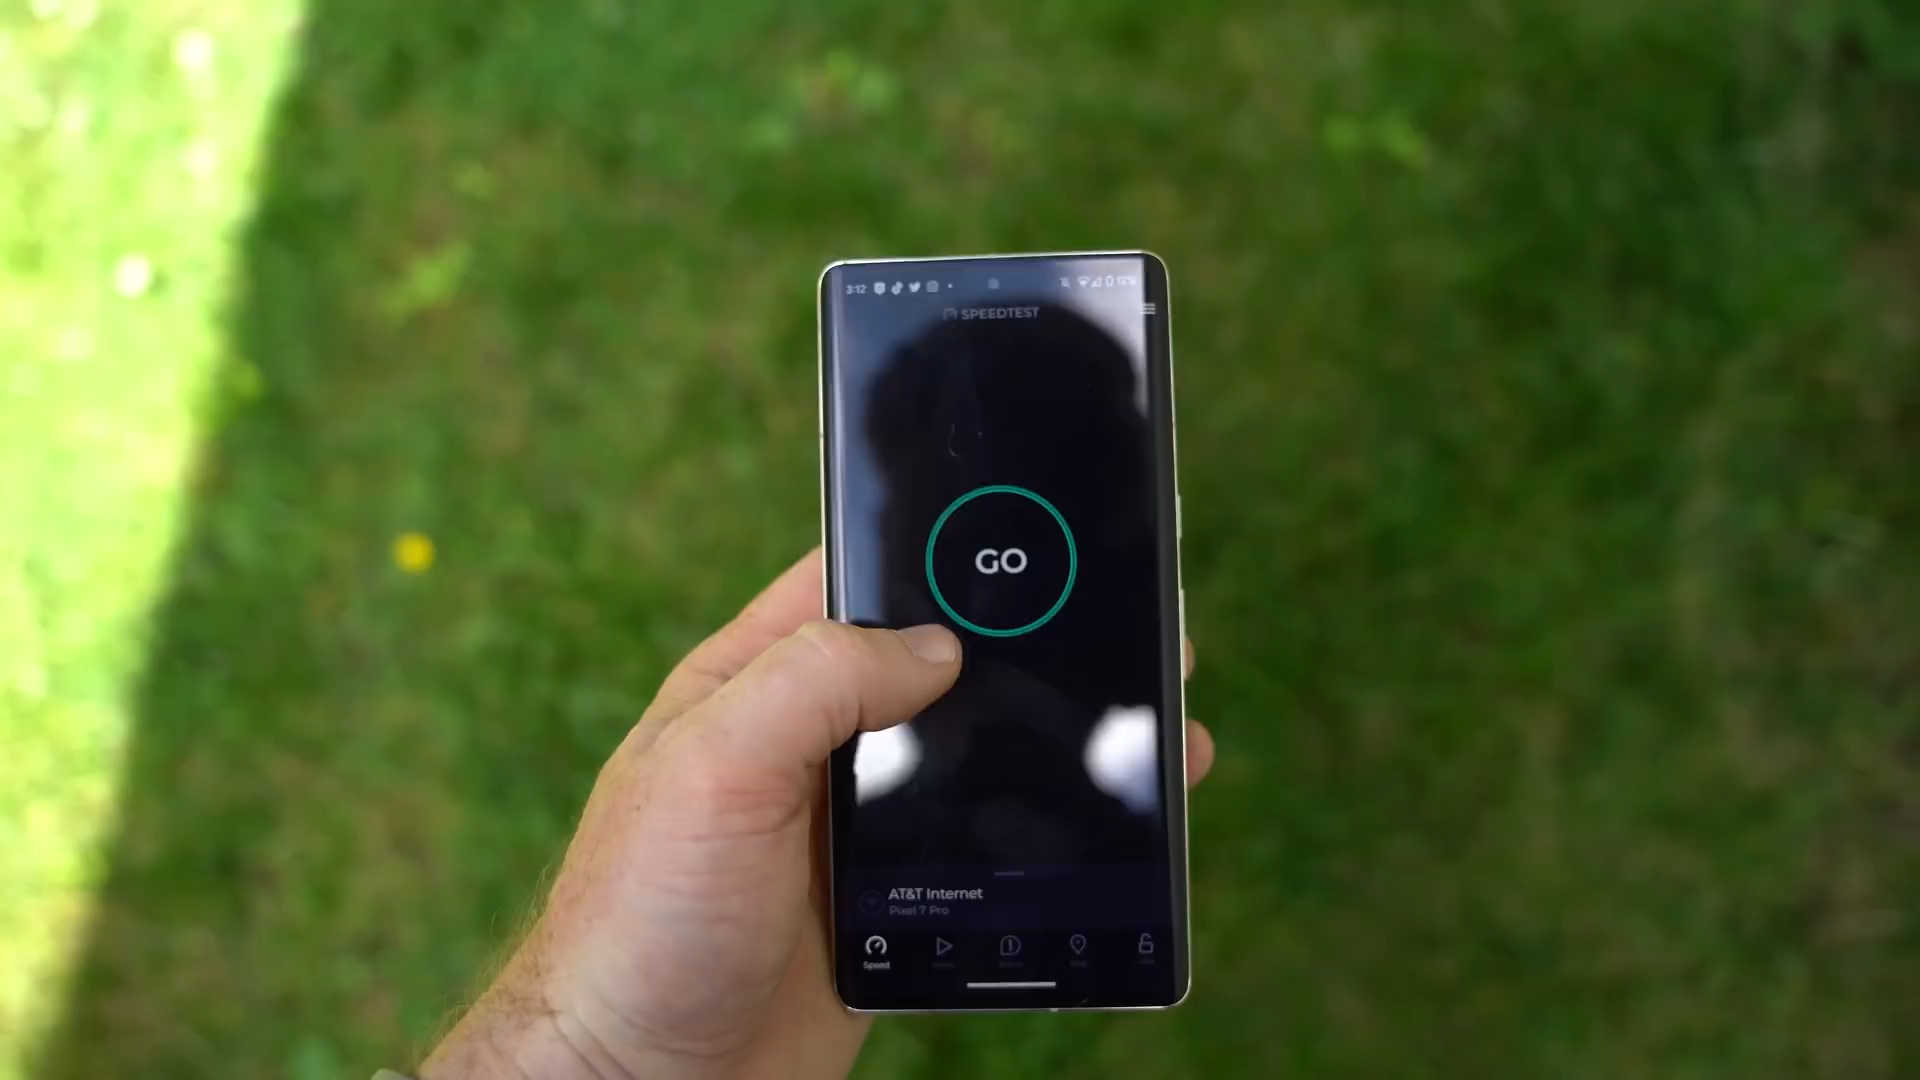 3:12
SPEEDTEST
GO
AT&T Internet
Pixel 7 Pro
Speed